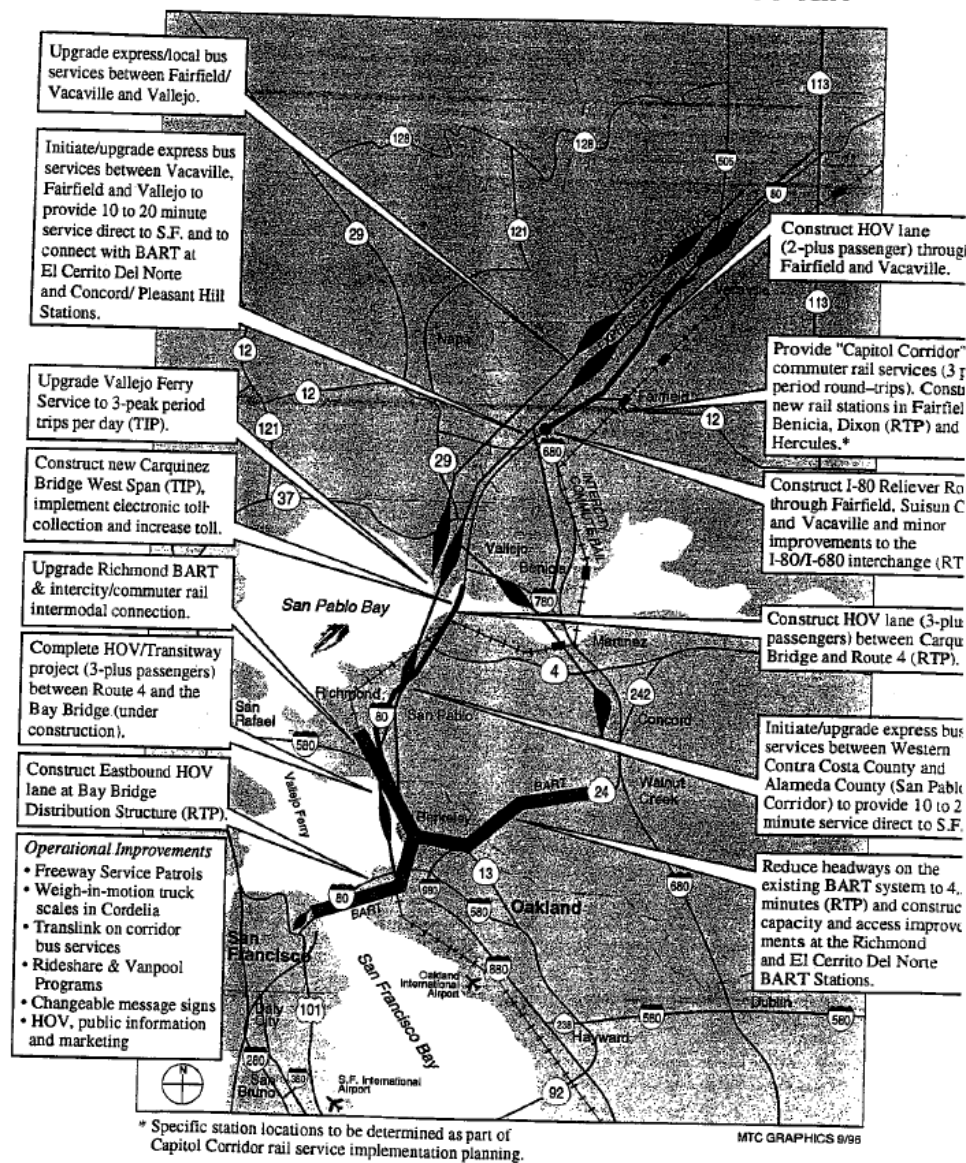 Upgrade express/local bus
services between Fairfield/
Vacaville and Vallejo.
Initiate/upgrade express bus
services between Vacaville,
Fairfield and Vallejo to
provide 10 to 20 minute
service direct to S.F. and to
connect with BART at
El Cerrito Del Norte
and Concord/ Pleasant Hill
Stations.
Upgrade Vallejo Ferry
Service to 3-peak period
trips per day (TIP).
Construct new Carquinez
Bridge West Span (TIP),
implement electronic toll
collection and increase toll.
Upgrade Richmond BART
& intercity/commuter rail
intermodal connection.
Complete HOV/Transitway
project (3-plus passengers)
between Route 4 and the
Bay Bridge (under
construction).
Construct Eastbound HOV
lane at Bay Bridge
Distribution Structure (RTP).
Operational Improvements
• Freeway Service Patrols
• Weigh-in-motion truck
scales in Cordelia
• Translink on corridor
bus services
• Rideshare & Vanpool
Programs
• Changeable message signs
• HOV, public information
and marketing
Construct HOV lane
(2-plus passenger) throug
Fairfield and Vacaville.
Provide "Capitol Corridor"
commuter rail services (3 p
period round–trips). Constr
new rail stations in Fairfiel
Benicia, Dixon (RTP) and
Hercules.*
Construct I-80 Reliever Ro
through Fairfield, Suisun C
and Vacaville and minor
improvements to the
I-80/I-680 interchange (RT
Construct HOV lane (3-plus
passengers) between Carqu
Bridge and Route 4 (RTP).
Initiate/upgrade express bus
services between Western
Contra Costa County and
Alameda County (San Pablo
Corridor) to provide 10 to 2
minute service direct to S.F.
Reduce headways on the
existing BART system to 4.
minutes (RTP) and construc
capacity and access improve
ments at the Richmond
and El Cerrito Del Norte
BART Stations.
113
128
128
505
80
29
121
113
12
Napa
12
Fairfield
12
121
29
680
37
INTERCITY
COMMUTE RAIL
Vallejo
Benicia
780
San Pablo Bay
Martinez
4
242
Richmond
80
San Pablo
Concord
San
Rafael
580
Vallejo Ferry
BART
24
Walnut
Creek
Berkeley
13
80
BART
980
580
Oakland
680
San
Francisco
San Francisco Bay
880
Oakland
International
Airport
Dublin
Daly
City
101
238
580
580
Hayward
280
San
Bruno
380
S.F. International
Airport
92
* Specific station locations to be determined as part of
Capitol Corridor rail service implementation planning.
MTC GRAPHICS 9/96